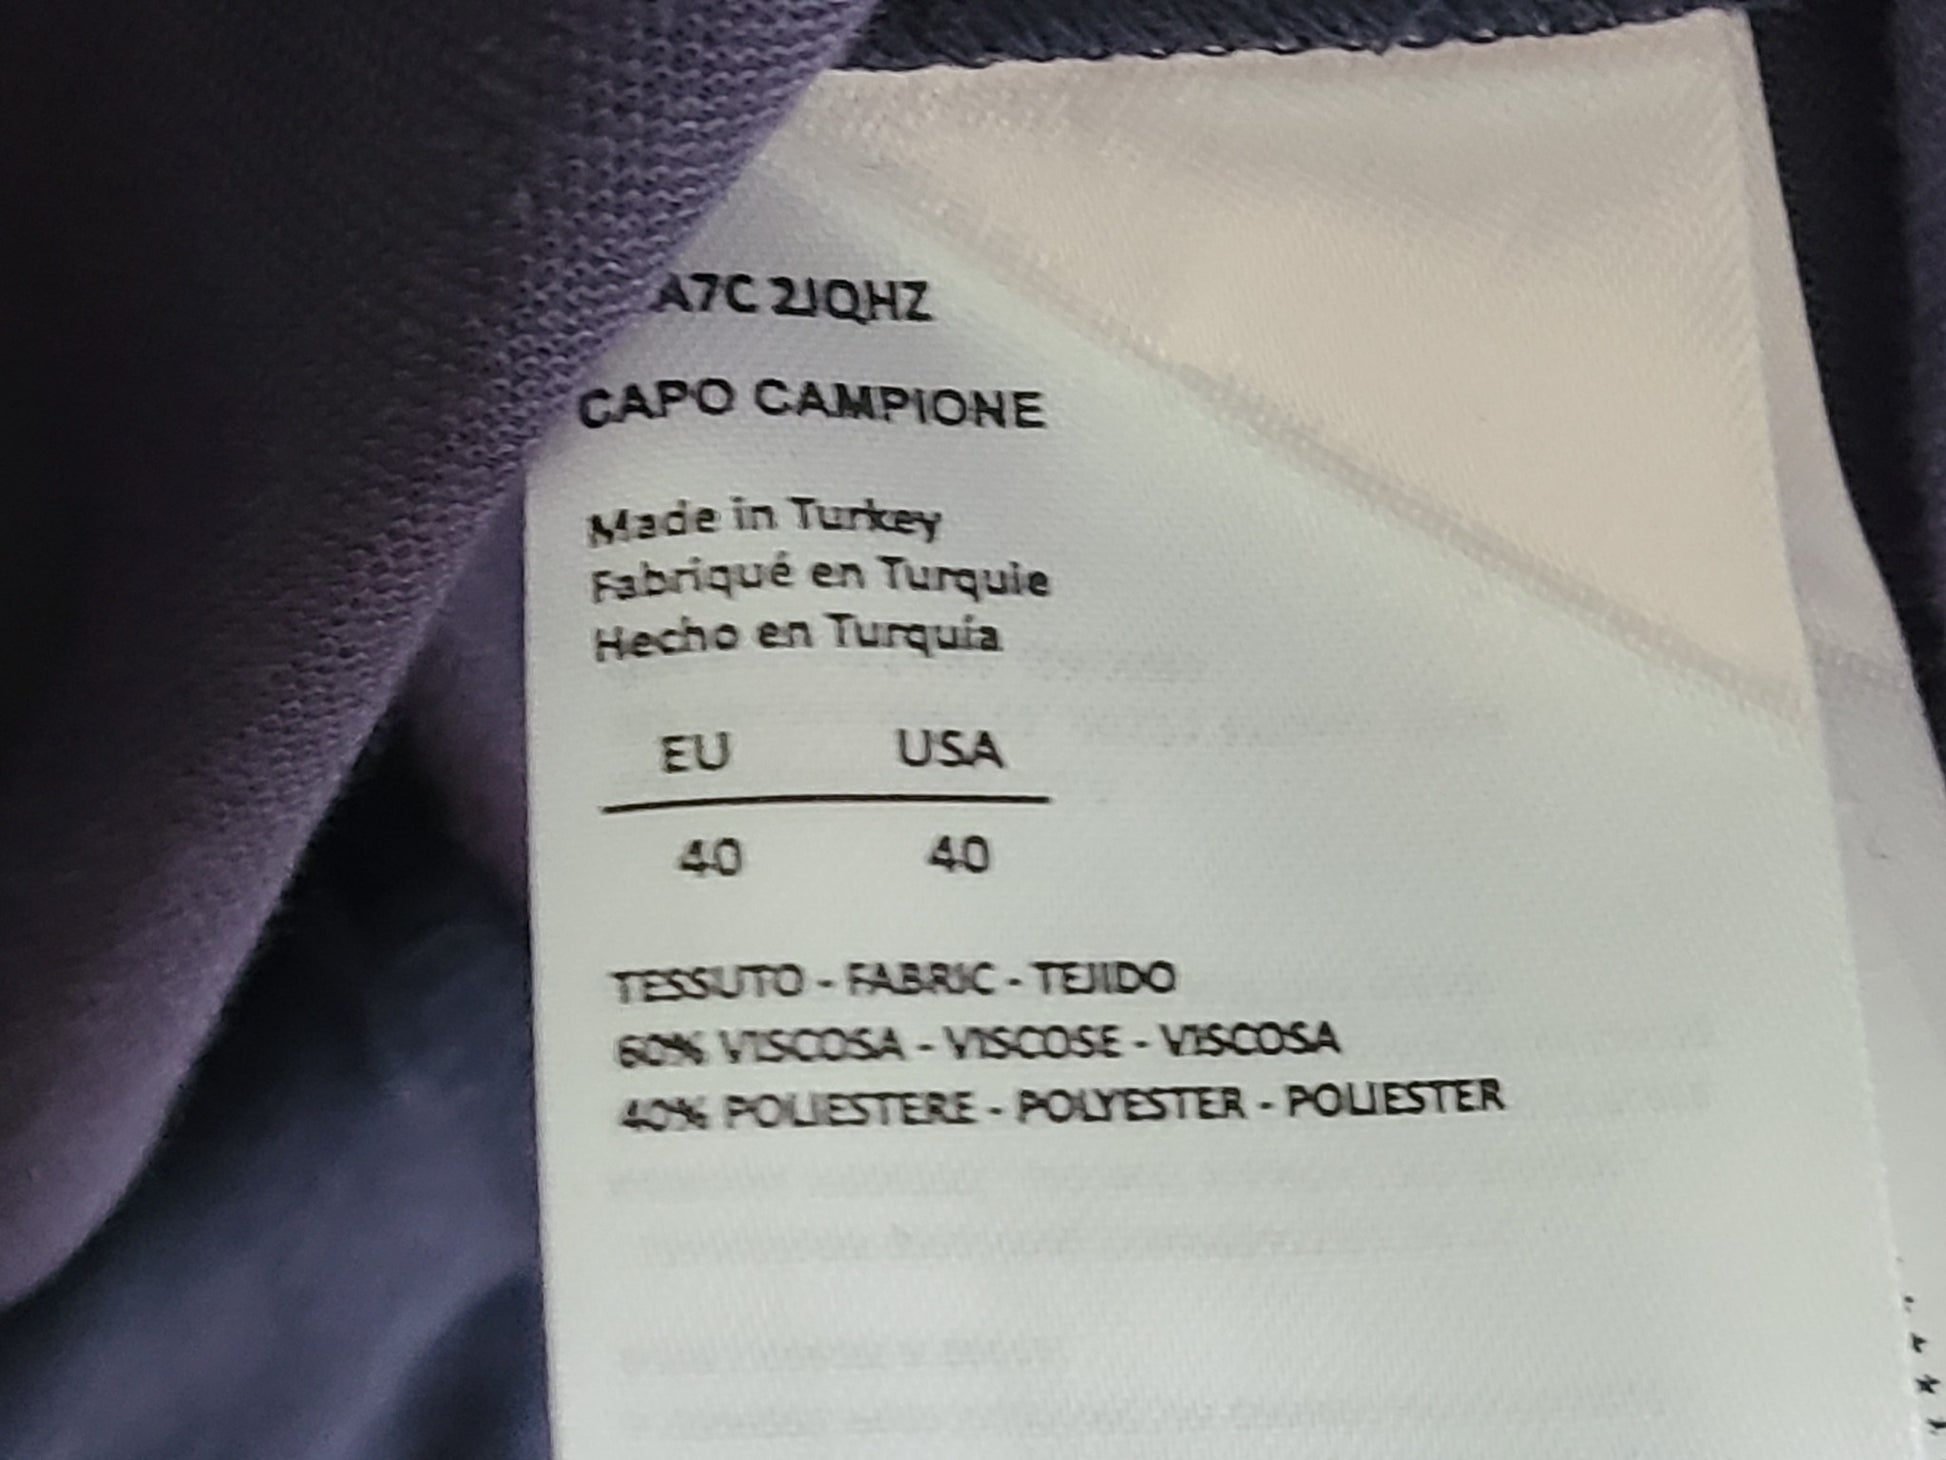 A7C 2JQHZ
CAPO CAMPIONE
Made in Turkey
Fabriqué en Turquie
Hecho en Turquía
EU USA
40 40
TESSUTO - FABRIC - TEJIDO
60% VISCOSA - VISCOSE - VISCOSA
40% POLIESTERE - POLYESTER - POLIESTER